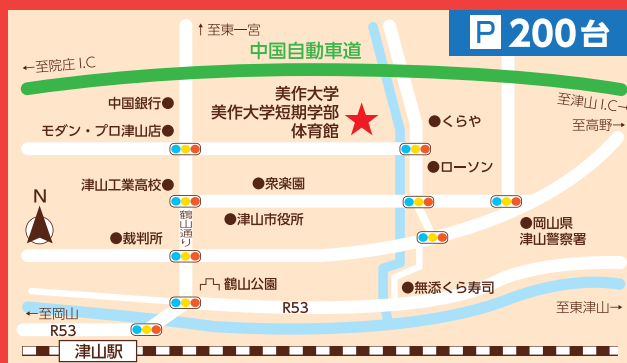 ↑至東一宮
P 200台
中国自動車道
←至院庄 I.C
美作大学
美作大学短期学部
体育館
中国銀行
モダン・プロ津山店
くらや
至津山 I.C→
至高野→
ローソン
津山工業高校
衆楽園
鶴山通り
津山市役所
N
裁判所
岡山県
津山警察署
鶴山公園
無添くら寿司
R53
至東津山→
←至岡山
R53
津山駅